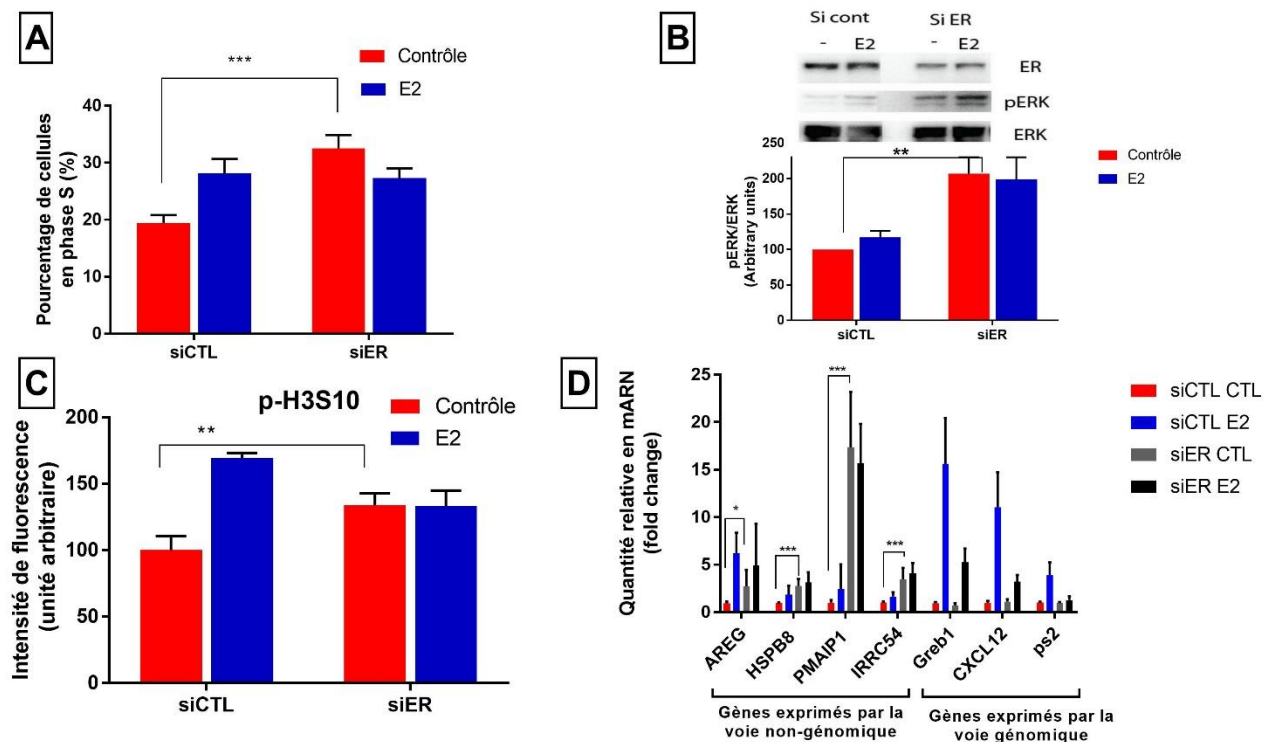 A
***
Contrôle
E2
Pourcentage de cellules
en phase S (%)
40
30
20
10
0
siCTL
siER
B
Si cont
Si ER
-
E2
-
E2
ER
pERK
ERK
**
Contrôle
E2
pERK/ERK
(Arbitrary units)
250
200
150
100
50
0
siCTL
siER
C
p-H3S10
**
Contrôle
E2
Intensité de fluorescence
(unité arbitraire)
200
150
100
50
0
siCTL
siER
D
*
***
***
***
siCTL CTL
siCTL E2
siER CTL
siER E2
Quantité relative en mARN
(fold change)
25
20
15
10
5
0
AREG
HSPB8
PMAIP1
IRRC54
Greb1
CXCL12
ps2
Gènes exprimés par la
voie non-génomique
Gènes exprimés par la
voie génomique